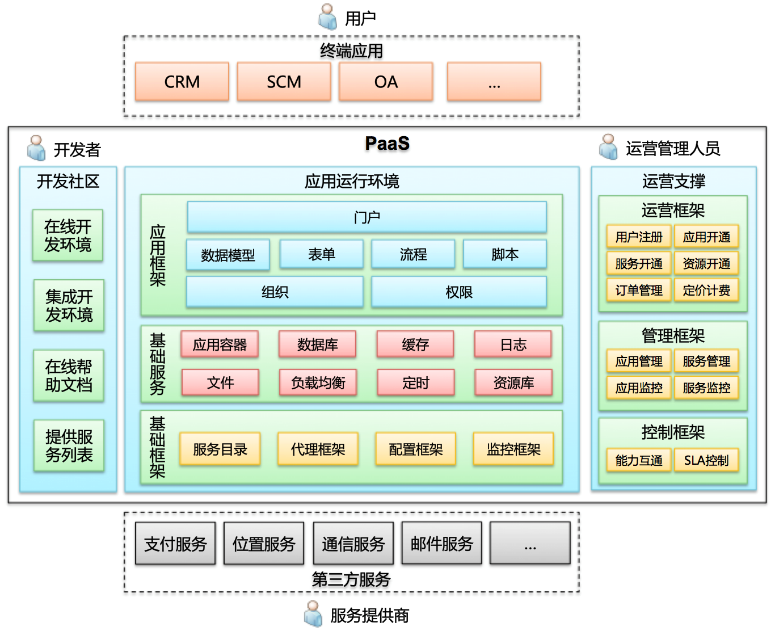 用户
终端应用
CRM
SCM
OA
...
PaaS
开发者
运营管理人员
开发社区
在线开
发环境
集成开
发环境
在线帮
助文档
提供服
务列表
应用运行环境
应用框架
门户
数据模型
表单
流程
脚本
组织
权限
基础服务
应用容器
数据库
缓存
日志
文件
负载均衡
定时
资源库
基础框架
服务目录
代理框架
配置框架
监控框架
运营支撑
运营框架
用户注册
应用开通
服务开通
资源开通
订单管理
定价计费
管理框架
应用管理
服务管理
应用监控
服务监控
控制框架
能力互通
SLA控制
支付服务
位置服务
通信服务
邮件服务
...
第三方服务
服务提供商